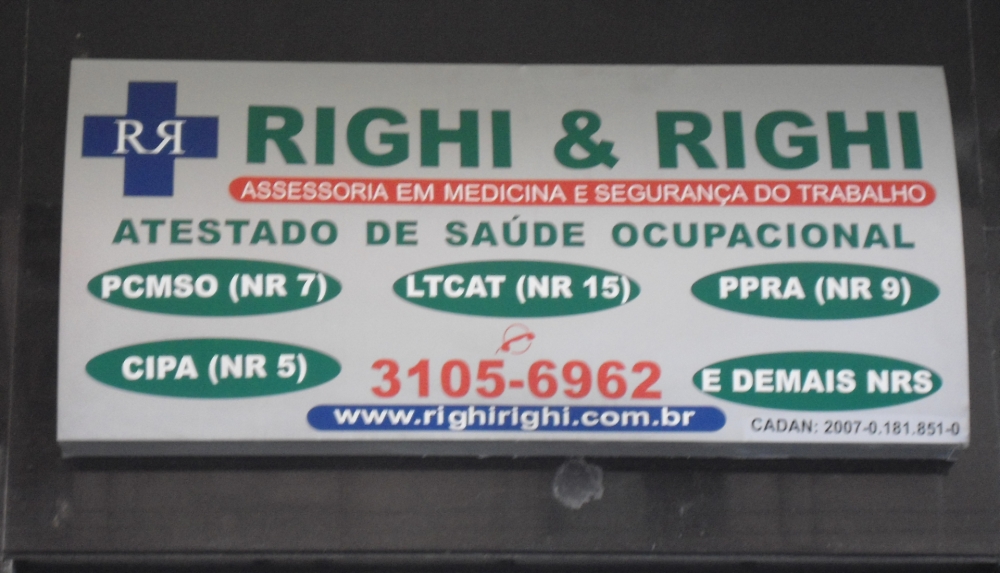 RЯ
RIGHI & RIGHI
ASSESSORIA EM MEDICINA E SEGURANÇA DO TRABALHO
ATESTADO DE SAÚDE OCUPACIONAL
PCMSO (NR 7) LTCAT (NR 15) PPRA (NR 9)
CIPA (NR 5) 3105-6962 E DEMAIS NRS
www.righirighi.com.br
CADAN: 2007-0.181.851-0